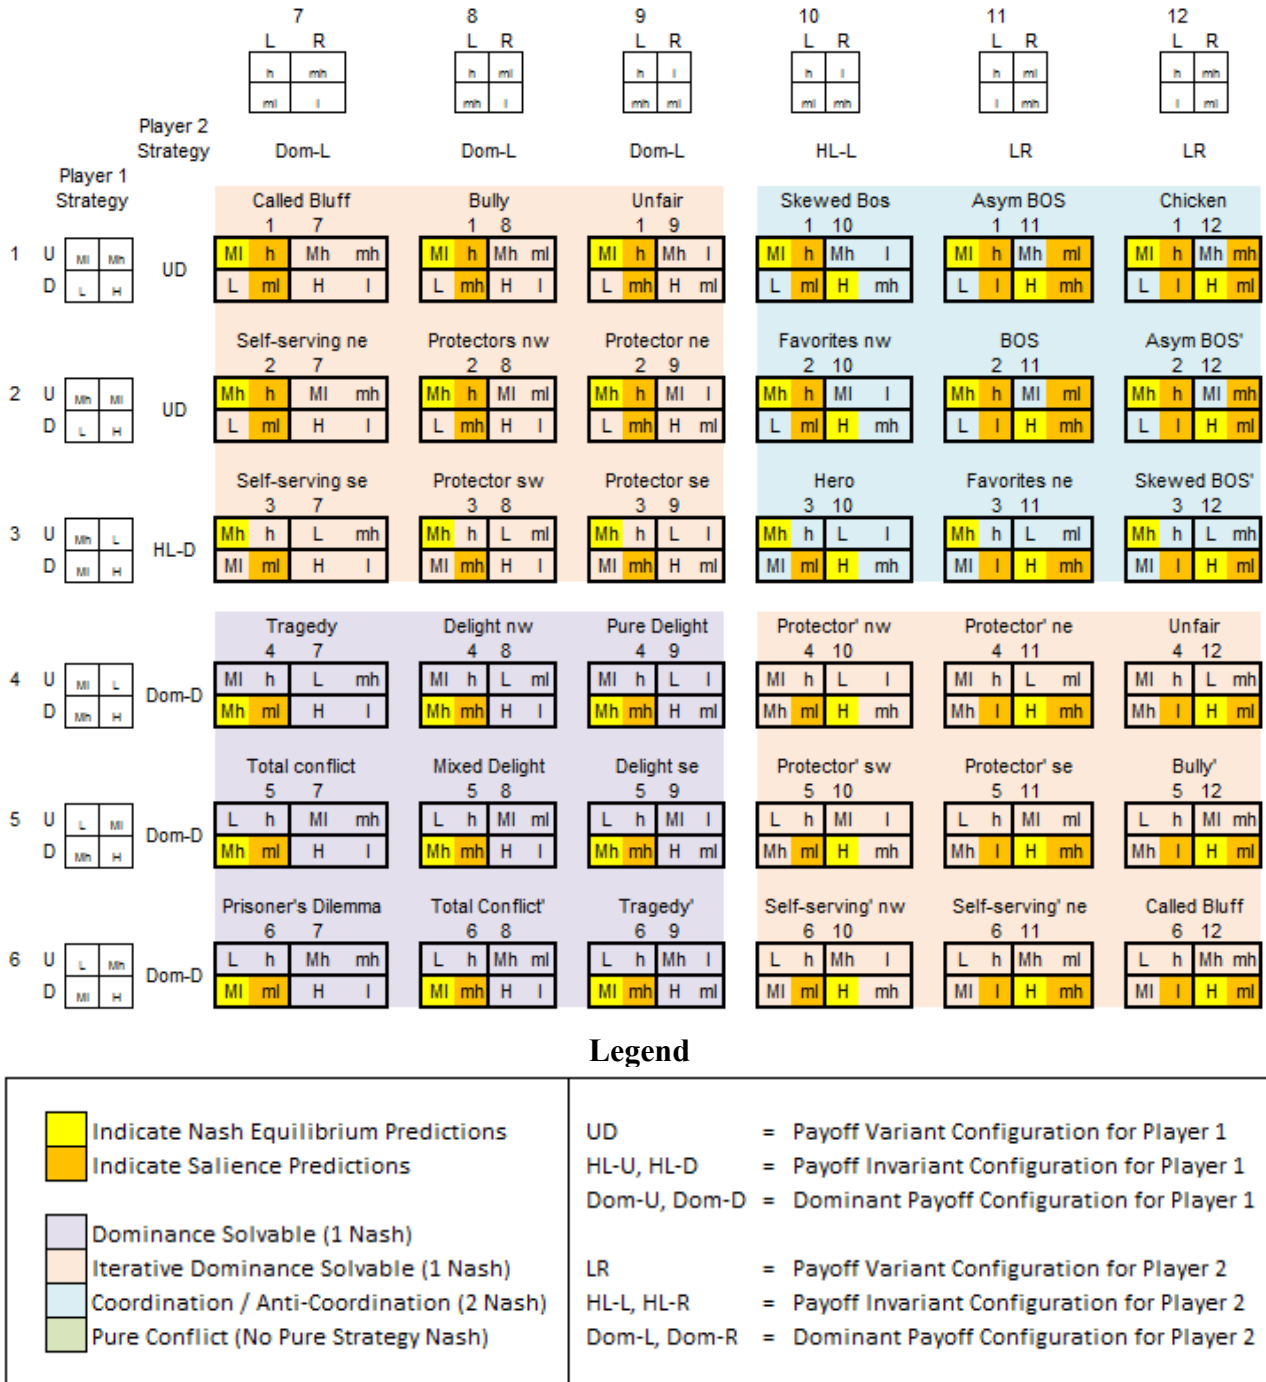 7 8 9 10 11 12
L R L R L R L R L R L R
h mh h ml h l h l h ml h mh
ml l mh l mh ml ml mh l mh l ml
Player 2
Strategy Dom-L Dom-L Dom-L HL-L LR LR
Player 1
Strategy
Called Bluff Bully Unfair Skewed Bos Asym BOS Chicken
1 7 1 8 1 9 1 10 1 11 1 12
1 U Ml Mh UD Ml h Mh mh Ml h Mh ml Ml h Mh l Ml h Mh l Ml h Mh ml Ml h Mh mh
D L H L ml H l L mh H l L mh H ml L ml H mh L l H mh L l H ml
Self-serving ne Protectors nw Protector ne Favorites nw BOS Asym BOS'
2 7 2 8 2 9 2 10 2 11 2 12
2 U Mh Ml UD Mh h Ml mh Mh h Ml ml Mh h Ml l Mh h Ml l Mh h Ml ml Mh h Ml mh
D L H L ml H l L mh H l L mh H ml L ml H mh L l H mh L l H ml
Self-serving se Protector sw Protector se Hero Favorites ne Skewed BOS'
3 7 3 8 3 9 3 10 3 11 3 12
3 U Mh L HL-D Mh h L mh Mh h L ml Mh h L l Mh h L l Mh h L ml Mh h L mh
D Ml H Ml ml H l Ml mh H l Ml mh H ml Ml ml H mh Ml l H mh Ml l H ml
Tragedy Delight nw Pure Delight Protector' nw Protector' ne Unfair
4 7 4 8 4 9 4 10 4 11 4 12
4 U Ml L Dom-D Ml h L mh Ml h L ml Ml h L l Ml h L l Ml h L ml Ml h L mh
D Mh H Mh ml H l Mh mh H l Mh mh H ml Mh ml H mh Mh l H mh Mh l H ml
Total conflict Mixed Delight Delight se Protector' sw Protector' se Bully'
5 7 5 8 5 9 5 10 5 11 5 12
5 U L Ml Dom-D L h Ml mh L h Ml ml L h Ml l L h Ml l L h Ml ml L h Ml mh
D Mh H Mh ml H l Mh mh H l Mh mh H ml Mh ml H mh Mh l H mh Mh l H ml
Prisoner's Dilemma Total Conflict' Tragedy' Self-serving' nw Self-serving' ne Called Bluff
6 7 6 8 6 9 6 10 6 11 6 12
6 U L Mh Dom-D L h Mh mh L h Mh ml L h Mh l L h Mh l L h Mh ml L h Mh mh
D Ml H Ml ml H l Ml mh H l Ml mh H ml Ml ml H mh Ml l H mh Ml l H ml
Legend
Indicate Nash Equilibrium Predictions
Indicate Salience Predictions
Dominance Solvable (1 Nash)
Iterative Dominance Solvable (1 Nash)
Coordination / Anti-Coordination (2 Nash)
Pure Conflict (No Pure Strategy Nash)
UD = Payoff Variant Configuration for Player 1
HL-U, HL-D = Payoff Invariant Configuration for Player 1
Dom-U, Dom-D = Dominant Payoff Configuration for Player 1
LR = Payoff Variant Configuration for Player 2
HL-L, HL-R = Payoff Invariant Configuration for Player 2
Dom-L, Dom-R = Dominant Payoff Configuration for Player 2